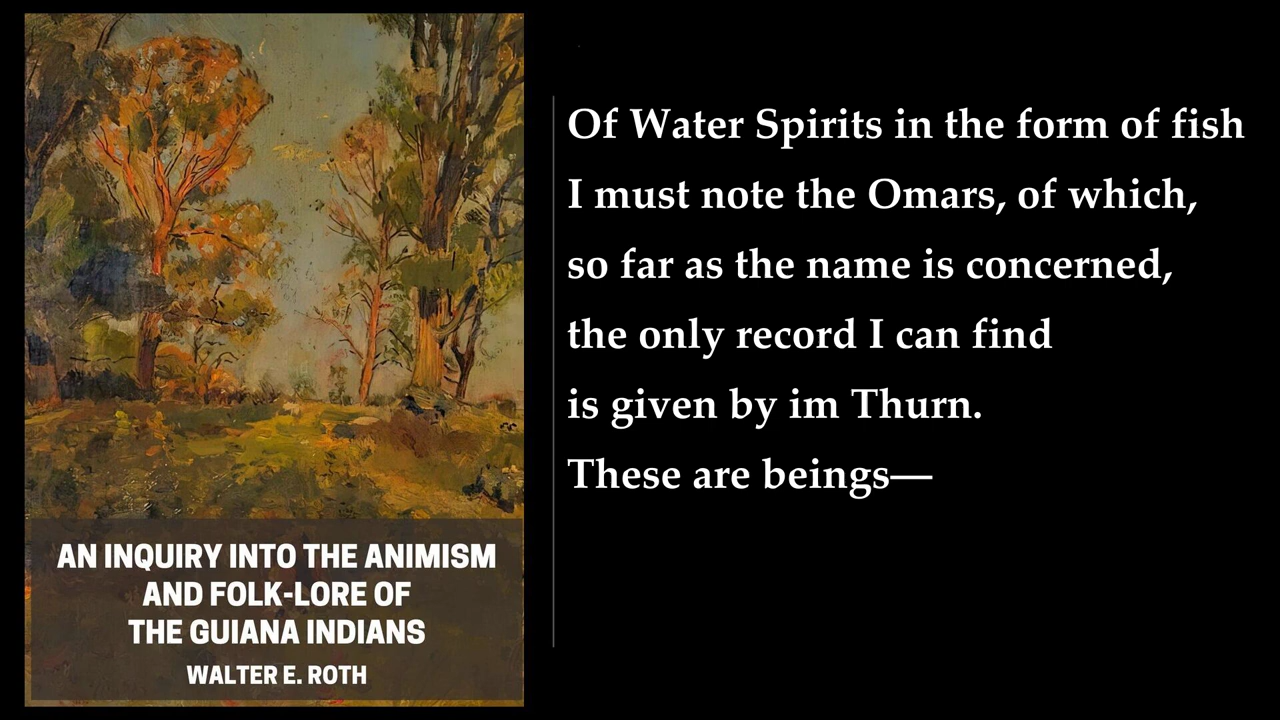 Of Water Spirits in the form of fish
I must note the Omars, of which,
so far as the name is concerned,
the only record I can find
is given by im Thurn.
These are beings—
AN INQUIRY INTO THE ANIMISM
AND FOLK-LORE OF
THE GUIANA INDIANS
WALTER E. ROTH